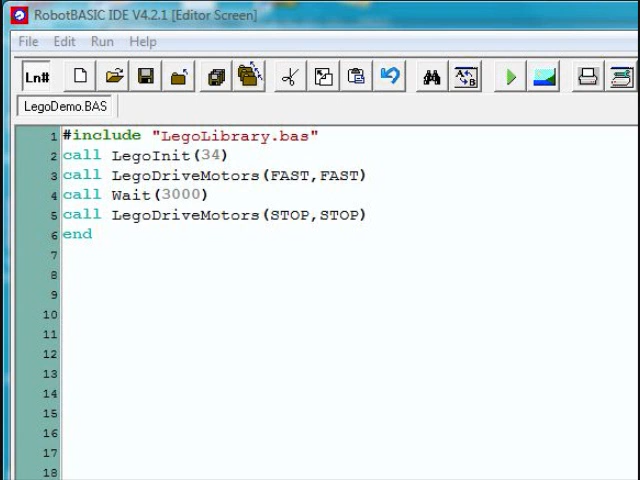 RobotBASIC IDE V4.2.1 [Editor Screen]
File Edit Run Help
Ln#
LegoDemo.BAS
1 #include "LegoLibrary.bas"
2 call LegoInit(34)
3 call LegoDriveMotors(FAST,FAST)
4 call Wait(3000)
5 call LegoDriveMotors(STOP,STOP)
6 end
7
8
9
10
11
12
13
14
15
16
17
18